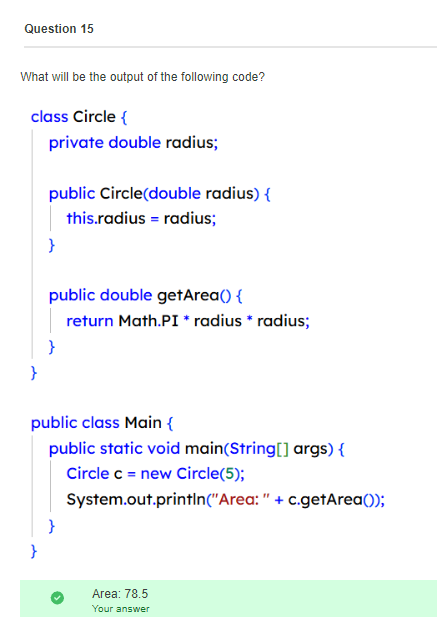 Question 15
What will be the output of the following code?
class Circle {
private double radius;
public Circle(double radius) {
this.radius = radius;
}
public double getArea() {
return Math.PI * radius * radius;
}
}
public class Main {
public static void main(String[] args) {
Circle c = new Circle(5);
System.out.println("Area: " + c.getArea());
}
}
Area: 78.5
Your answer